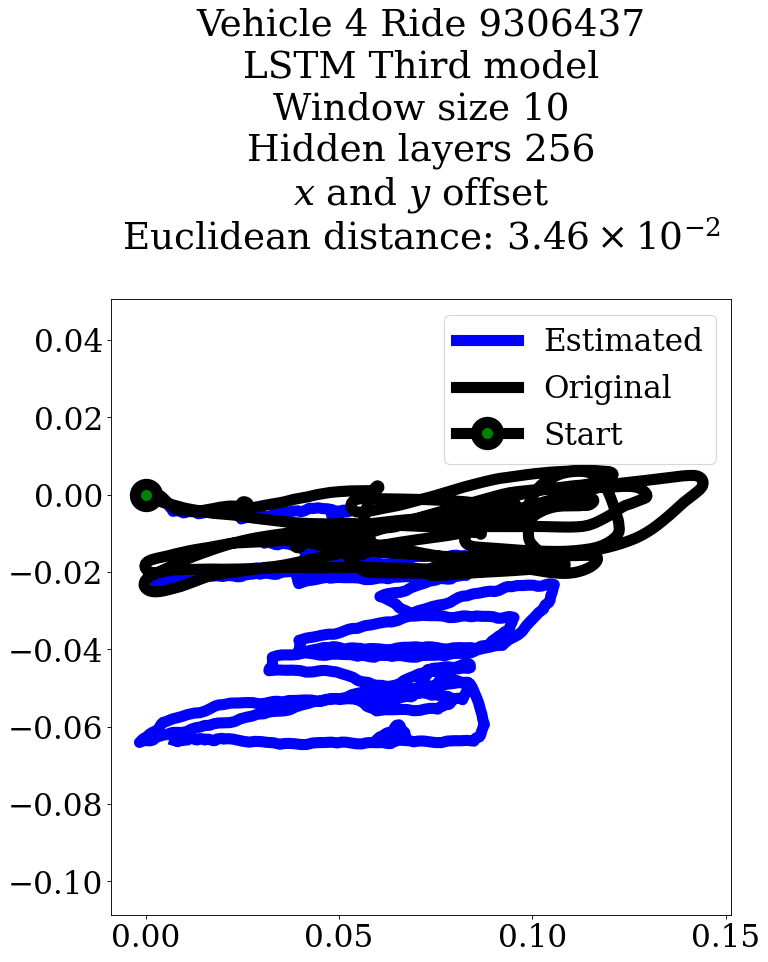 Vehicle 4 Ride 9306437
LSTM Third model
Window size 10
Hidden layers 256
x and y offset
Euclidean distance: 3.46 × 10⁻²
Estimated
Original
Start
0.04
0.02
0.00
−0.02
−0.04
−0.06
−0.08
−0.10
0.00 0.05 0.10 0.15